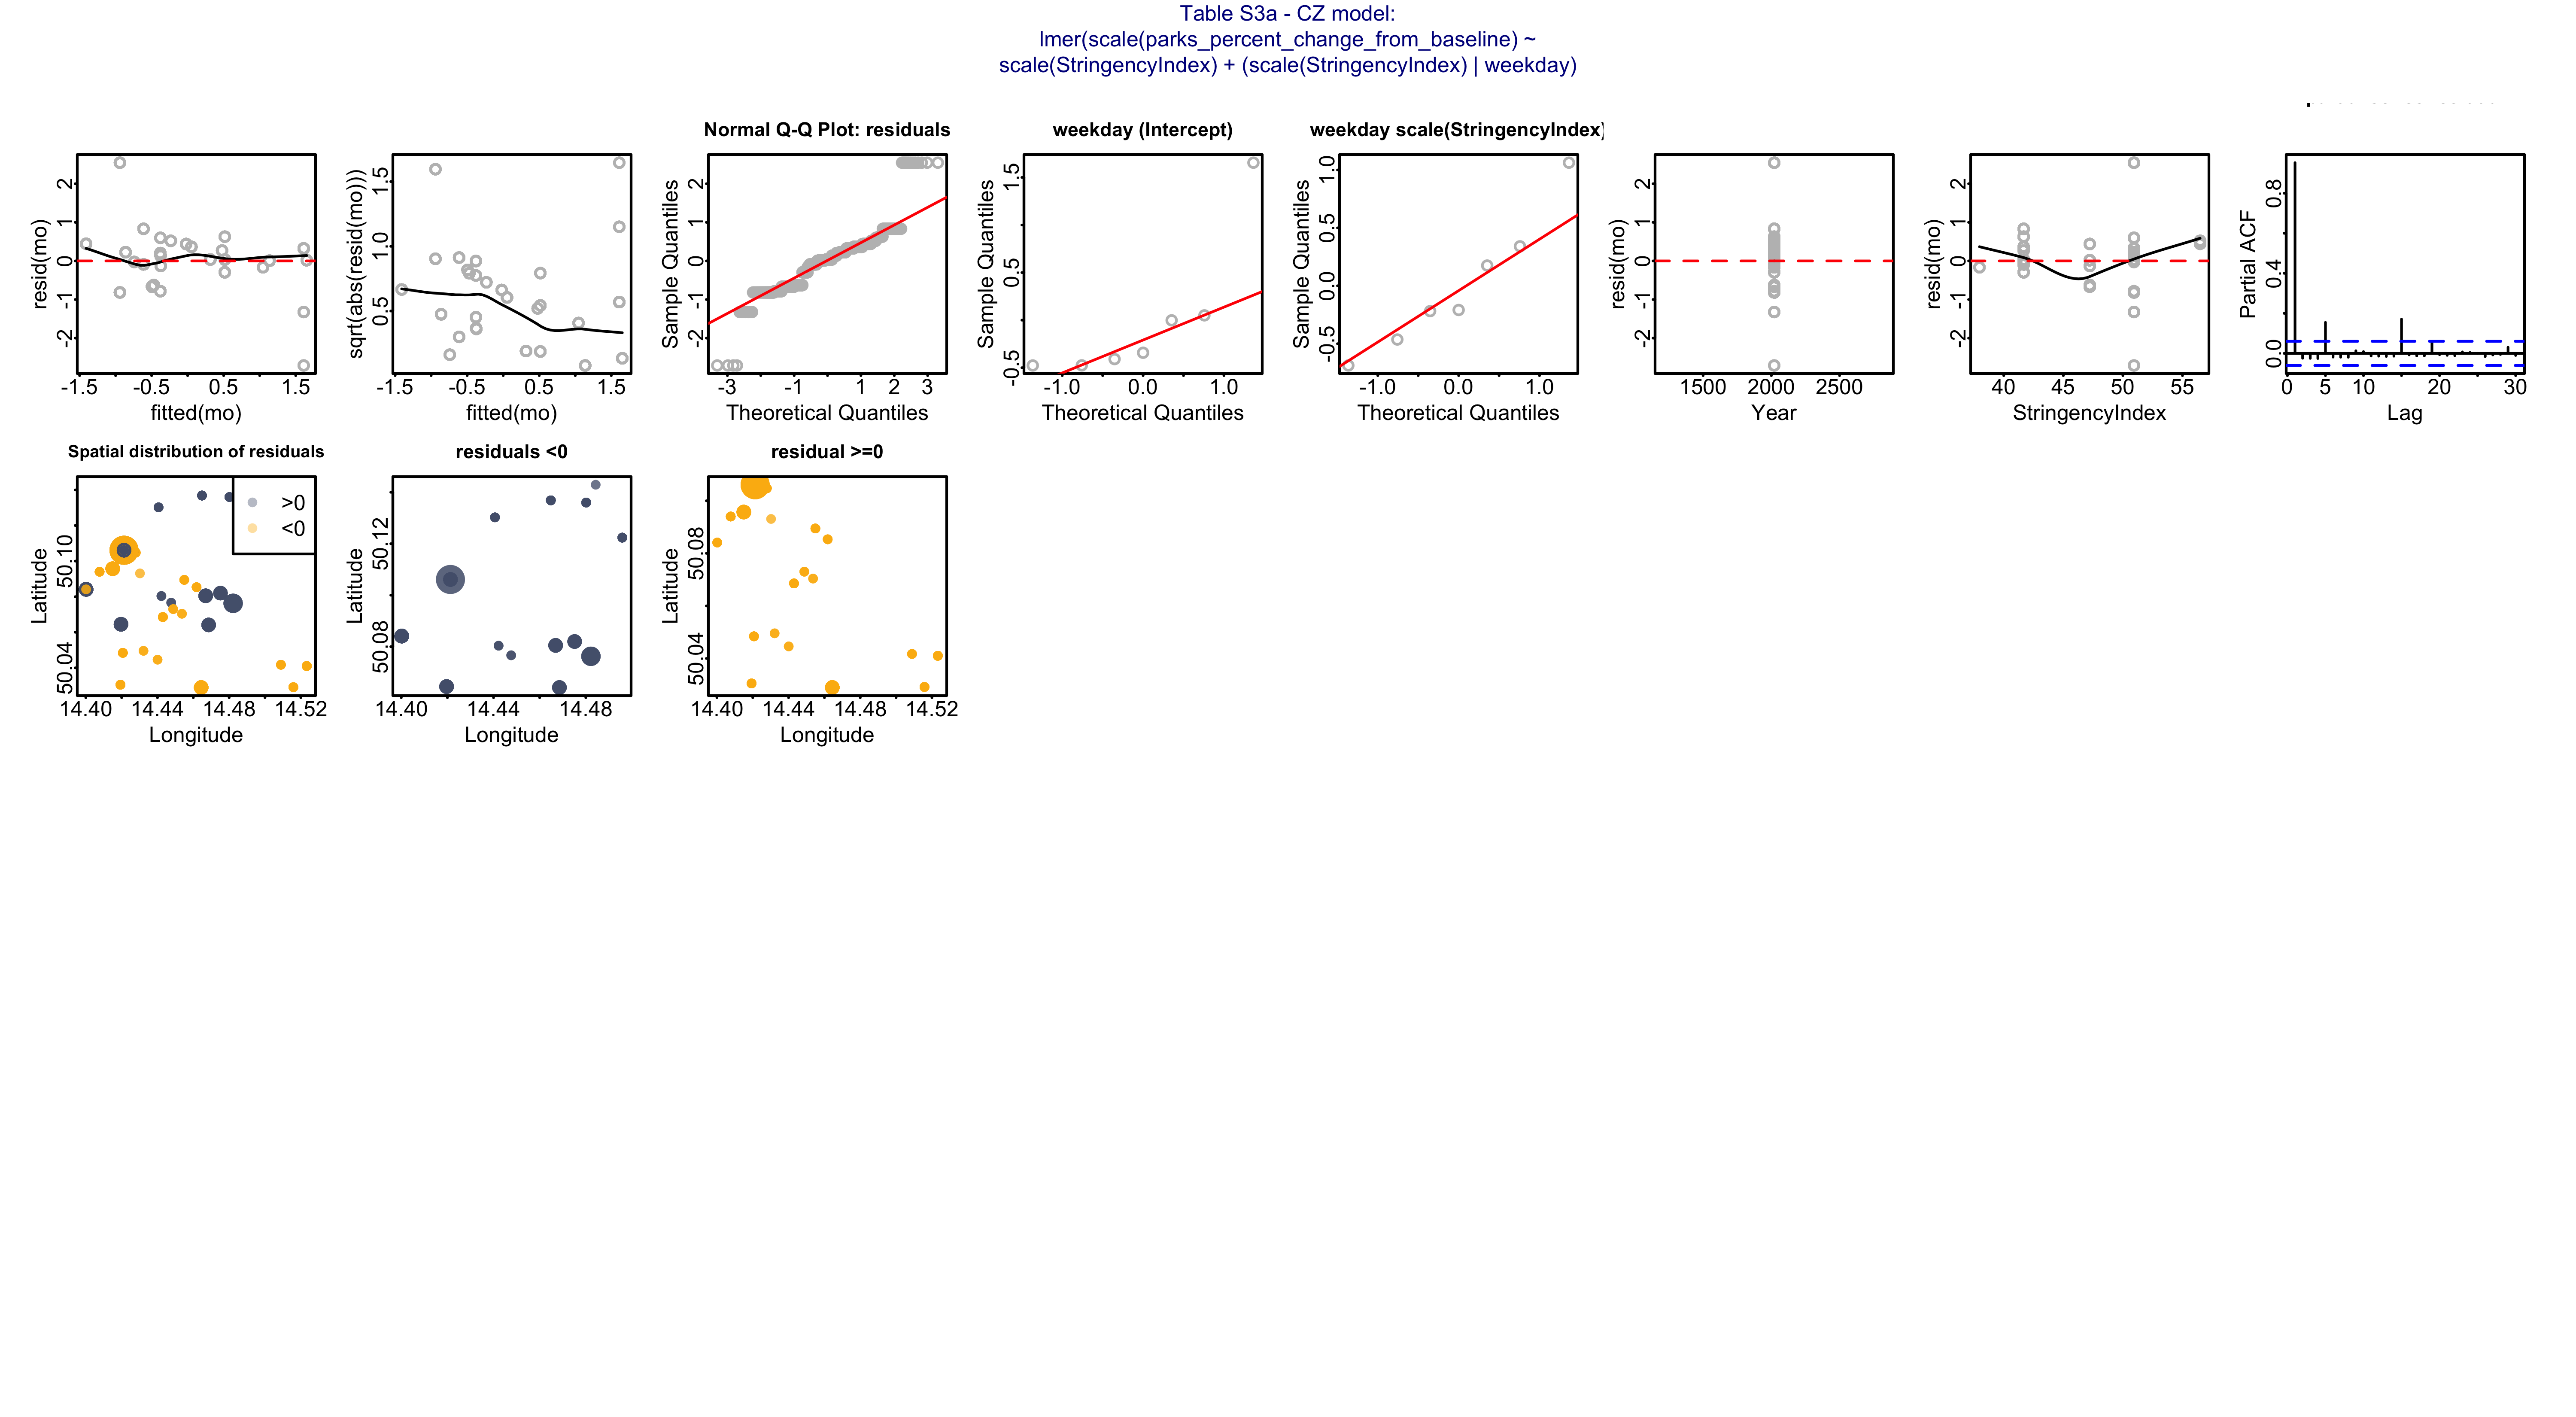 Table S3a - CZ model:
lmer(scale(parks_percent_change_from_baseline) ~
scale(StringencyIndex) + (scale(StringencyIndex) | weekday)
resid(mo)
2
1
0
-1
-2
-1.5 -0.5 0.5 1.5
fitted(mo)
sqrt(abs(resid(mo)))
1.5
1.0
0.5
-1.5 -0.5 0.5 1.5
fitted(mo)
Normal Q-Q Plot: residuals
Sample Quantiles
2
1
0
-1
-2
-3 -1 1 2 3
Theoretical Quantiles
weekday (Intercept)
Sample Quantiles
1.5
0.5
-0.5
-1.0 0.0 1.0
Theoretical Quantiles
weekday scale(StringencyIndex)
Sample Quantiles
1.0
0.5
0.0
-0.5
-1.0 0.0 1.0
Theoretical Quantiles
resid(mo)
2
1
0
-1
-2
1500 2000 2500
Year
resid(mo)
2
1
0
-1
-2
40 45 50 55
StringencyIndex
Partial ACF
0.8
0.4
0.0
0 5 10 20 30
Lag
Spatial distribution of residuals
>0
<0
Latitude
50.10
50.04
14.40 14.44 14.48 14.52
Longitude
residuals <0
Latitude
50.12
50.08
14.40 14.44 14.48
Longitude
residual >=0
Latitude
50.08
50.04
14.40 14.44 14.48 14.52
Longitude